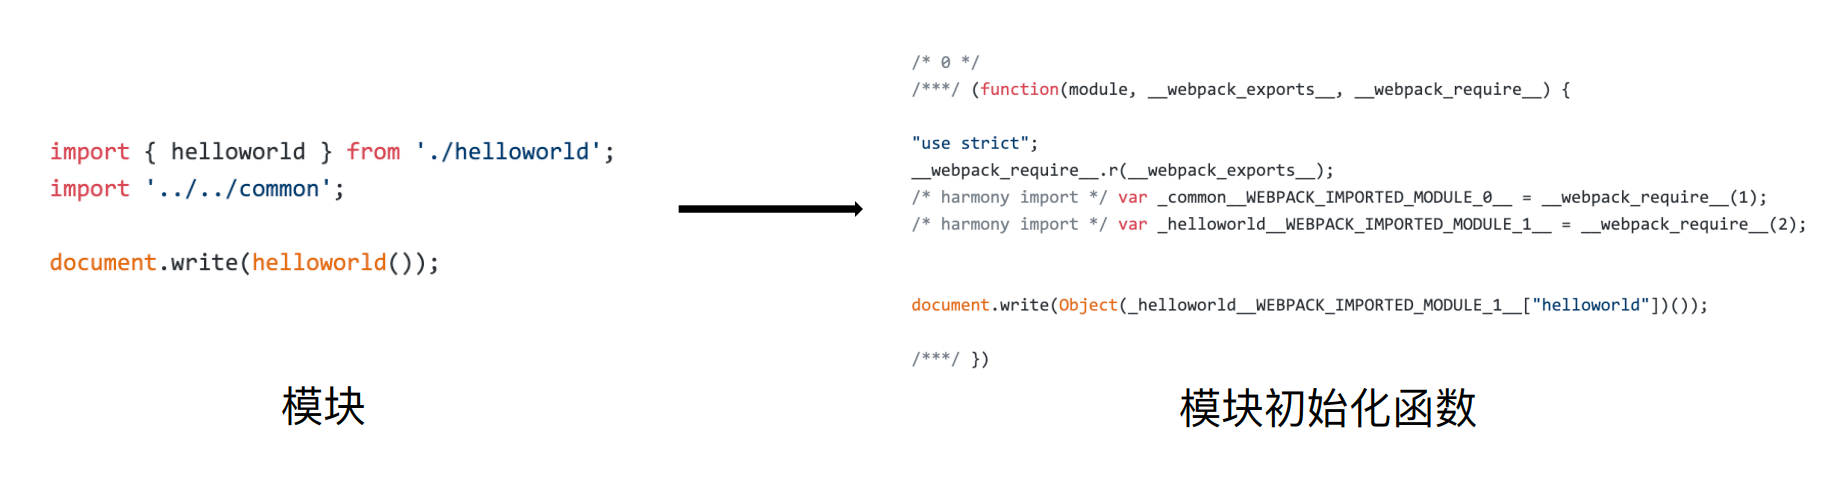 import { helloworld } from './helloworld';
import '../../common';
document.write(helloworld());
模块
/* 0 */
/***/ (function(module, __webpack_exports__, __webpack_require__) {
"use strict";
__webpack_require__.r(__webpack_exports__);
/* harmony import */ var _common__WEBPACK_IMPORTED_MODULE_0__ = __webpack_require__(1);
/* harmony import */ var _helloworld__WEBPACK_IMPORTED_MODULE_1__ = __webpack_require__(2);
document.write(Object(_helloworld__WEBPACK_IMPORTED_MODULE_1__["helloworld"])());
/***/ })
模块初始化函数